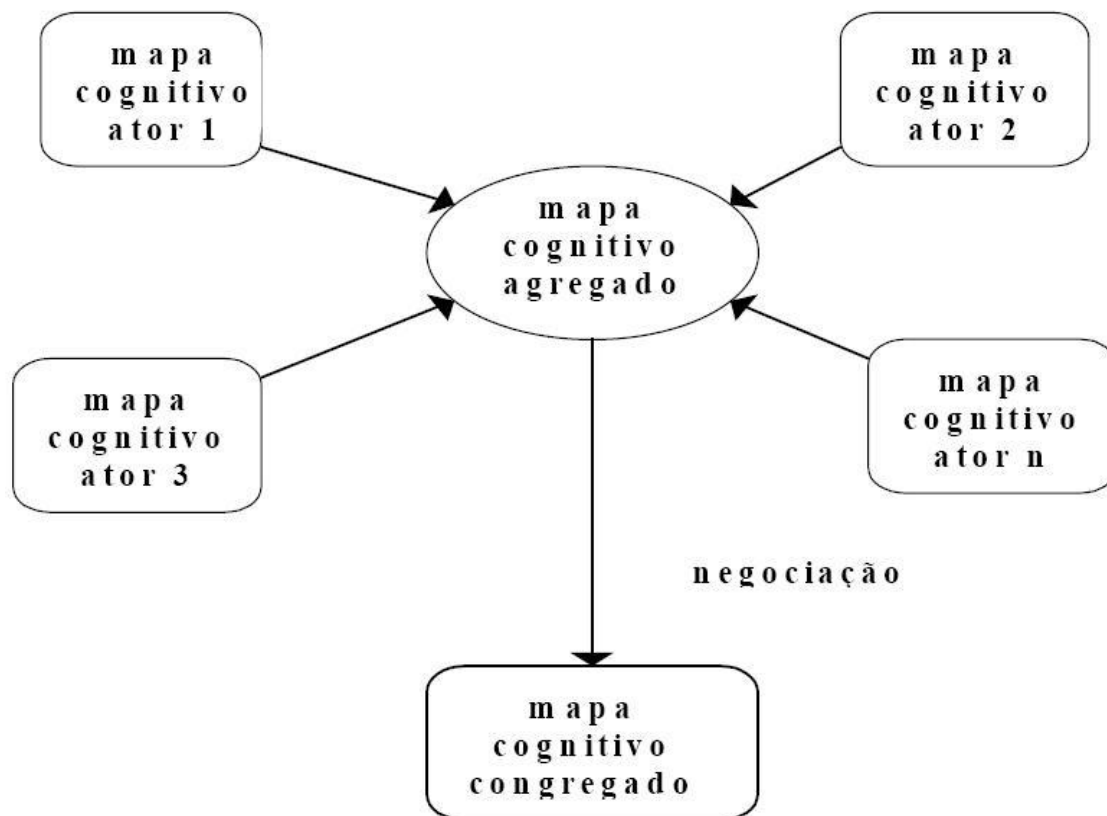 mapa
cognitivo
ator 1
mapa
cognitivo
ator 2
mapa
cognitivo
agregado
mapa
cognitivo
ator 3
mapa
cognitivo
ator n
negociação
mapa
cognitivo
congregado